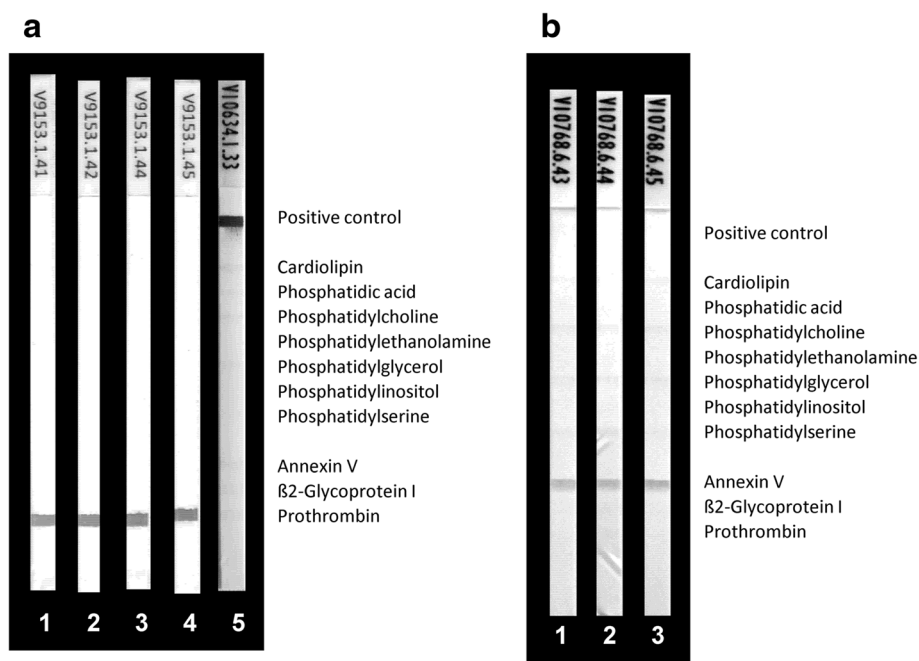 a
V9153.1.41
V9153.1.42
V9153.1.44
V9153.1.45
V10634.1.33
Positive control
Cardiolipin
Phosphatidic acid
Phosphatidylcholine
Phosphatidylethanolamine
Phosphatidylglycerol
Phosphatidylinositol
Phosphatidylserine
Annexin V
ß2-Glycoprotein I
Prothrombin
1 2 3 4 5
b
V10768.6.43
V10768.6.44
V10768.6.45
Positive control
Cardiolipin
Phosphatidic acid
Phosphatidylcholine
Phosphatidylethanolamine
Phosphatidylglycerol
Phosphatidylinositol
Phosphatidylserine
Annexin V
ß2-Glycoprotein I
Prothrombin
1 2 3